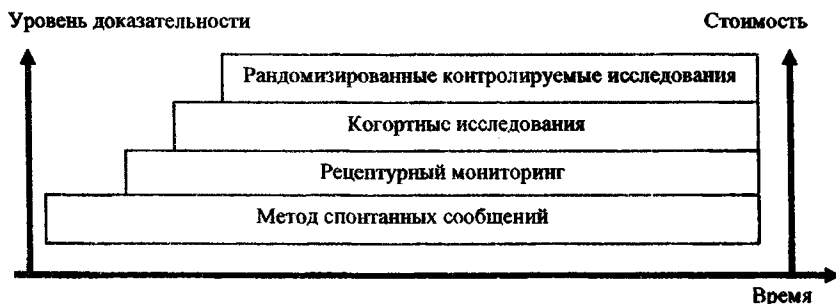 Уровень доказательности
Стоимость
Рандомизированные контролируемые исследования
Когортные исследования
Рецептурный мониторинг
Метод спонтанных сообщений
Время